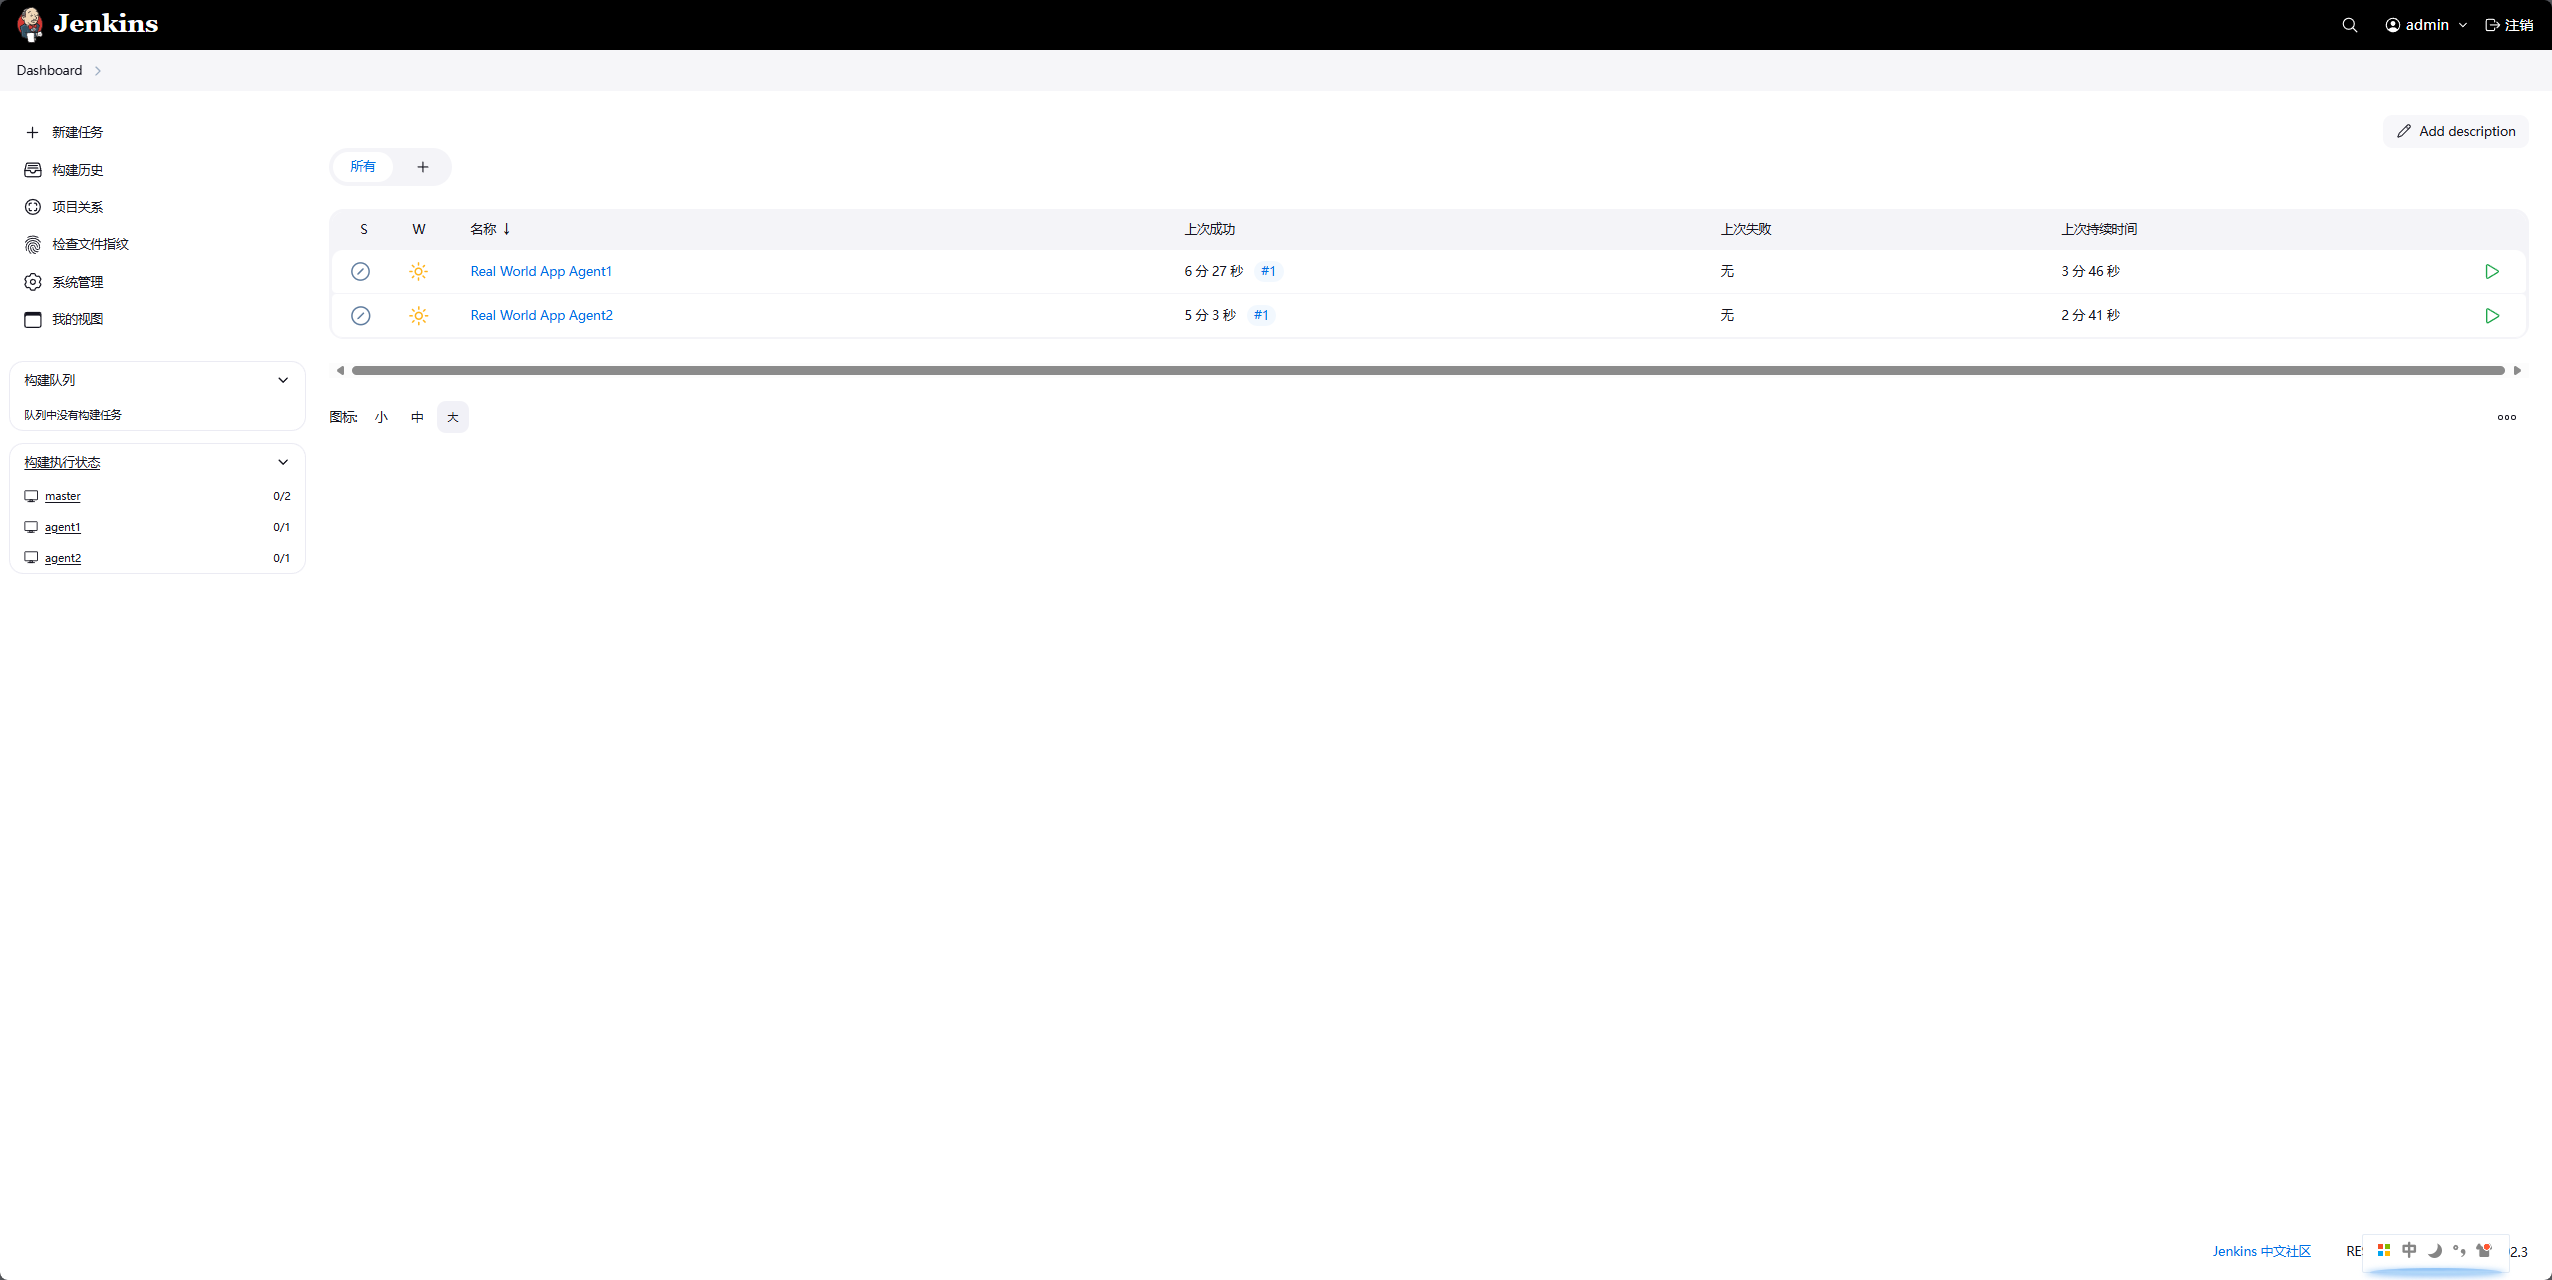 Jenkins
admin
注销
Dashboard
新建任务
构建历史
项目关系
检查文件指纹
系统管理
我的视图
构建队列
队列中没有构建任务
构建执行状态
master 0/2
agent1 0/1
agent2 0/1
Add description
所有
S W 名称 ↓ 上次成功 上次失败 上次持续时间
Real World App Agent1 6 分 27 秒 #1 无 3 分 46 秒
Real World App Agent2 5 分 3 秒 #1 无 2 分 41 秒
图标: 小 中 大
Jenkins 中文社区 中 2.3